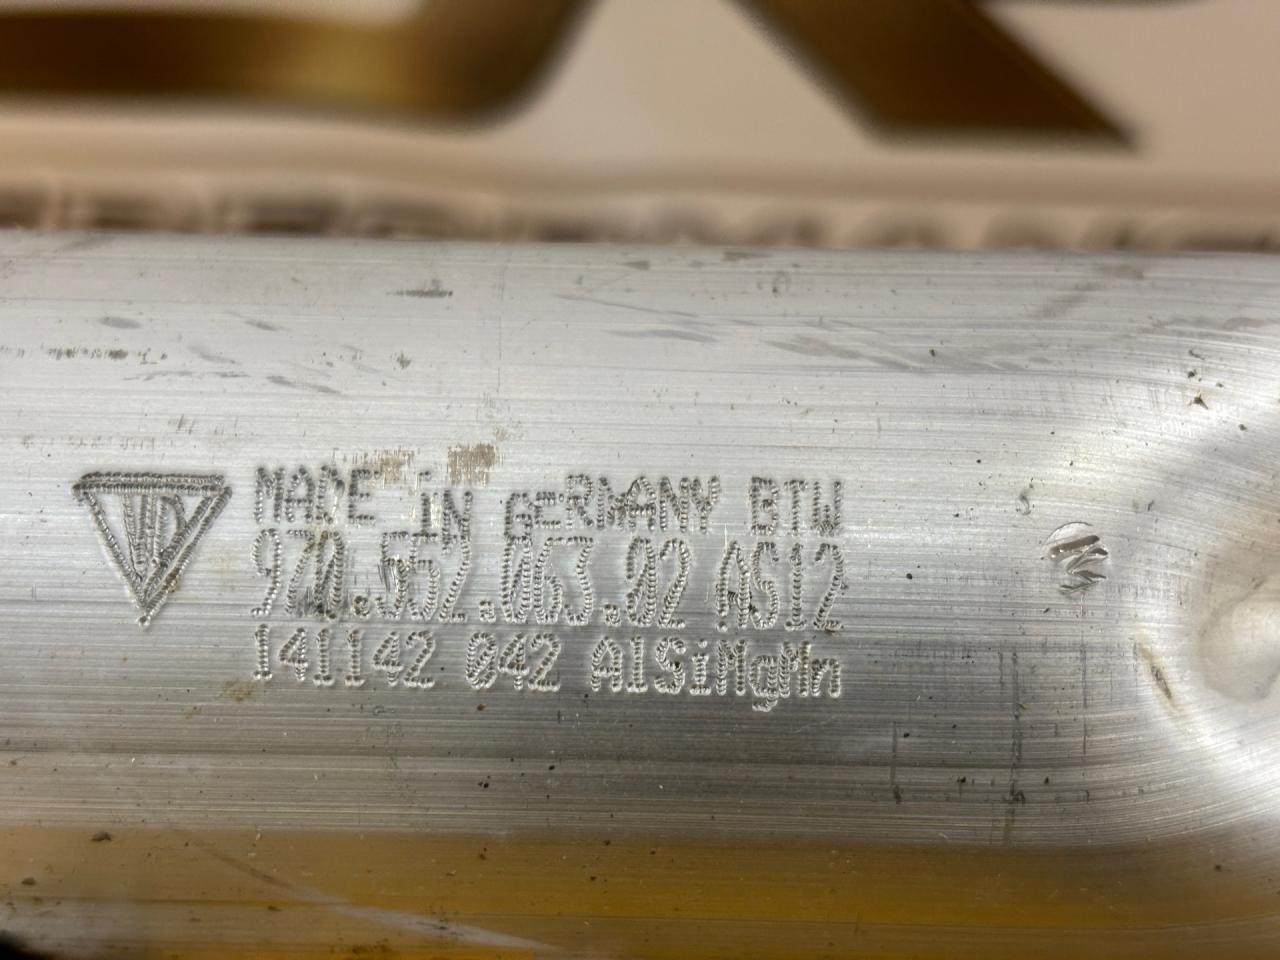 MADE iN GeRMANY BTW
970.552.063.02 AS12
141142 042 AlSiMgMn